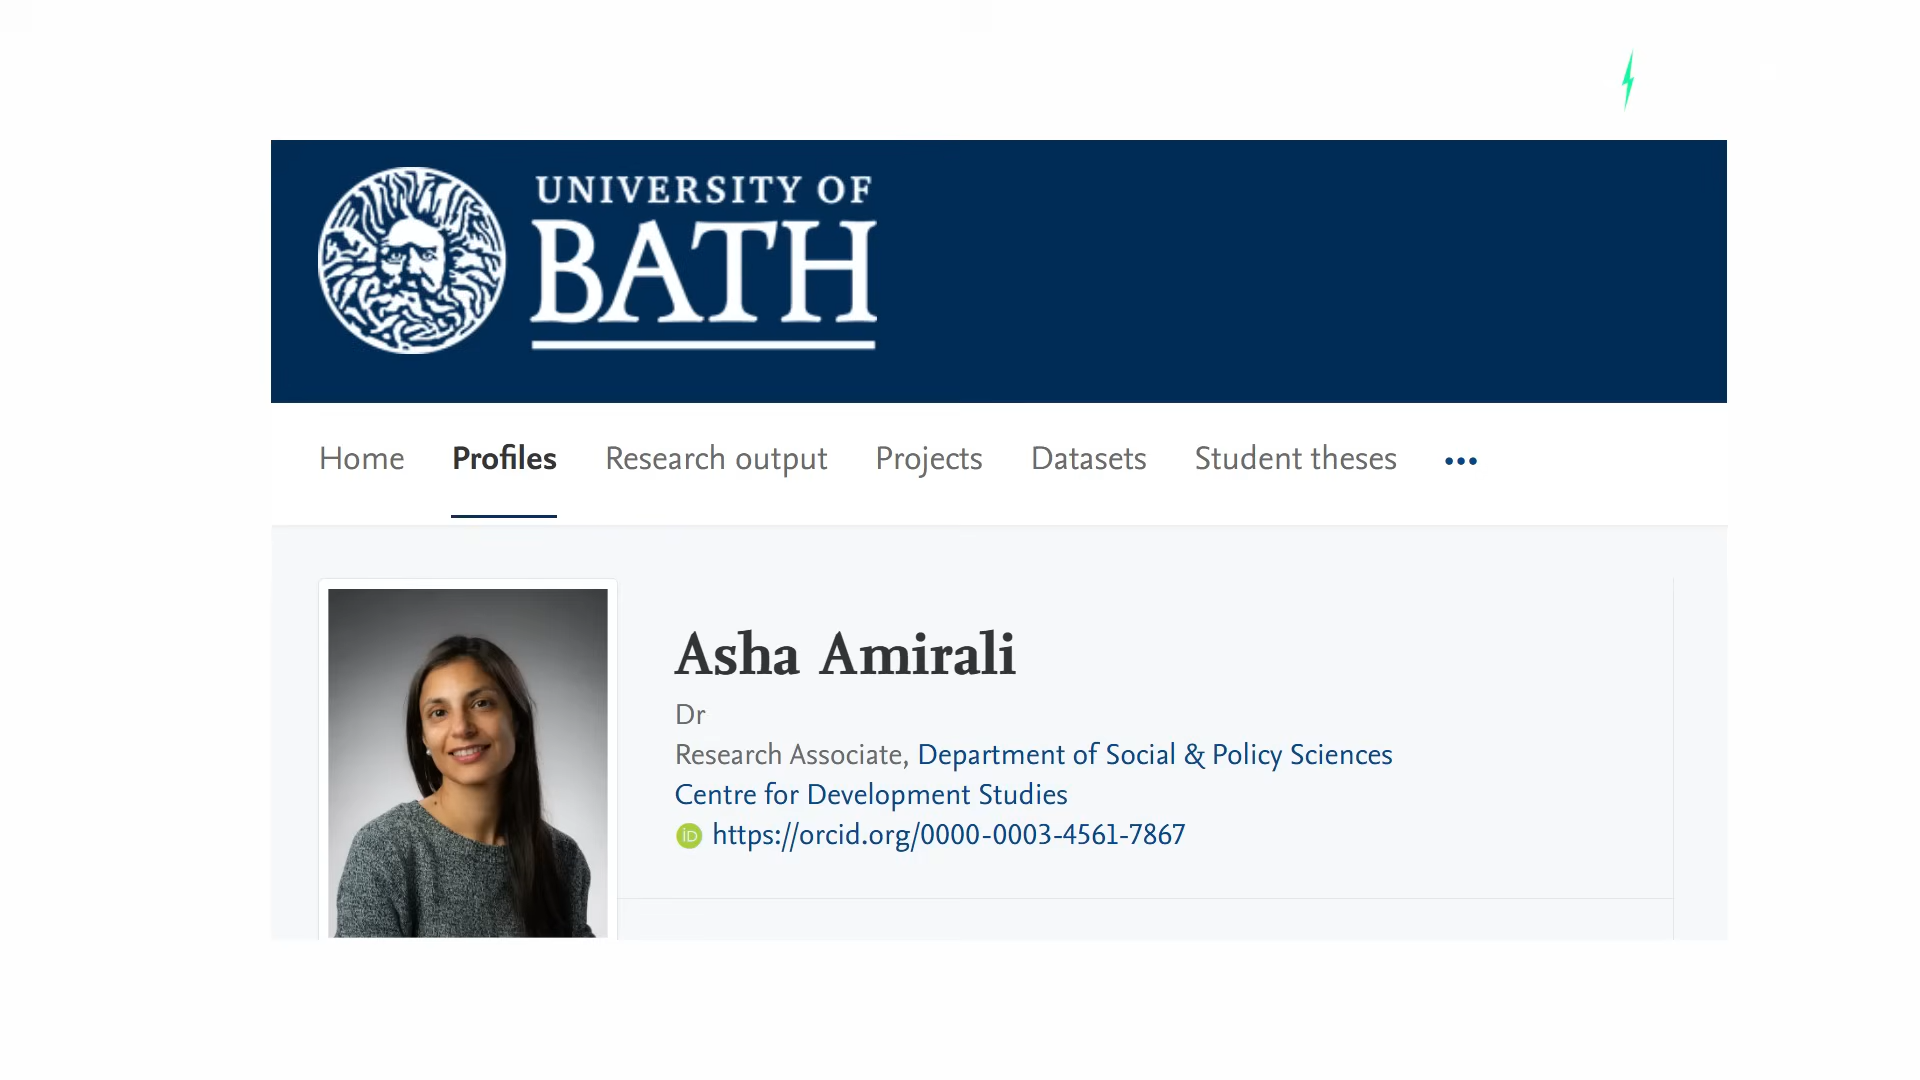 UNIVERSITY OF
BATH
Home Profiles Research output Projects Datasets Student theses •••
Asha Amirali
Dr
Research Associate, Department of Social & Policy Sciences
Centre for Development Studies
iD https://orcid.org/0000-0003-4561-7867